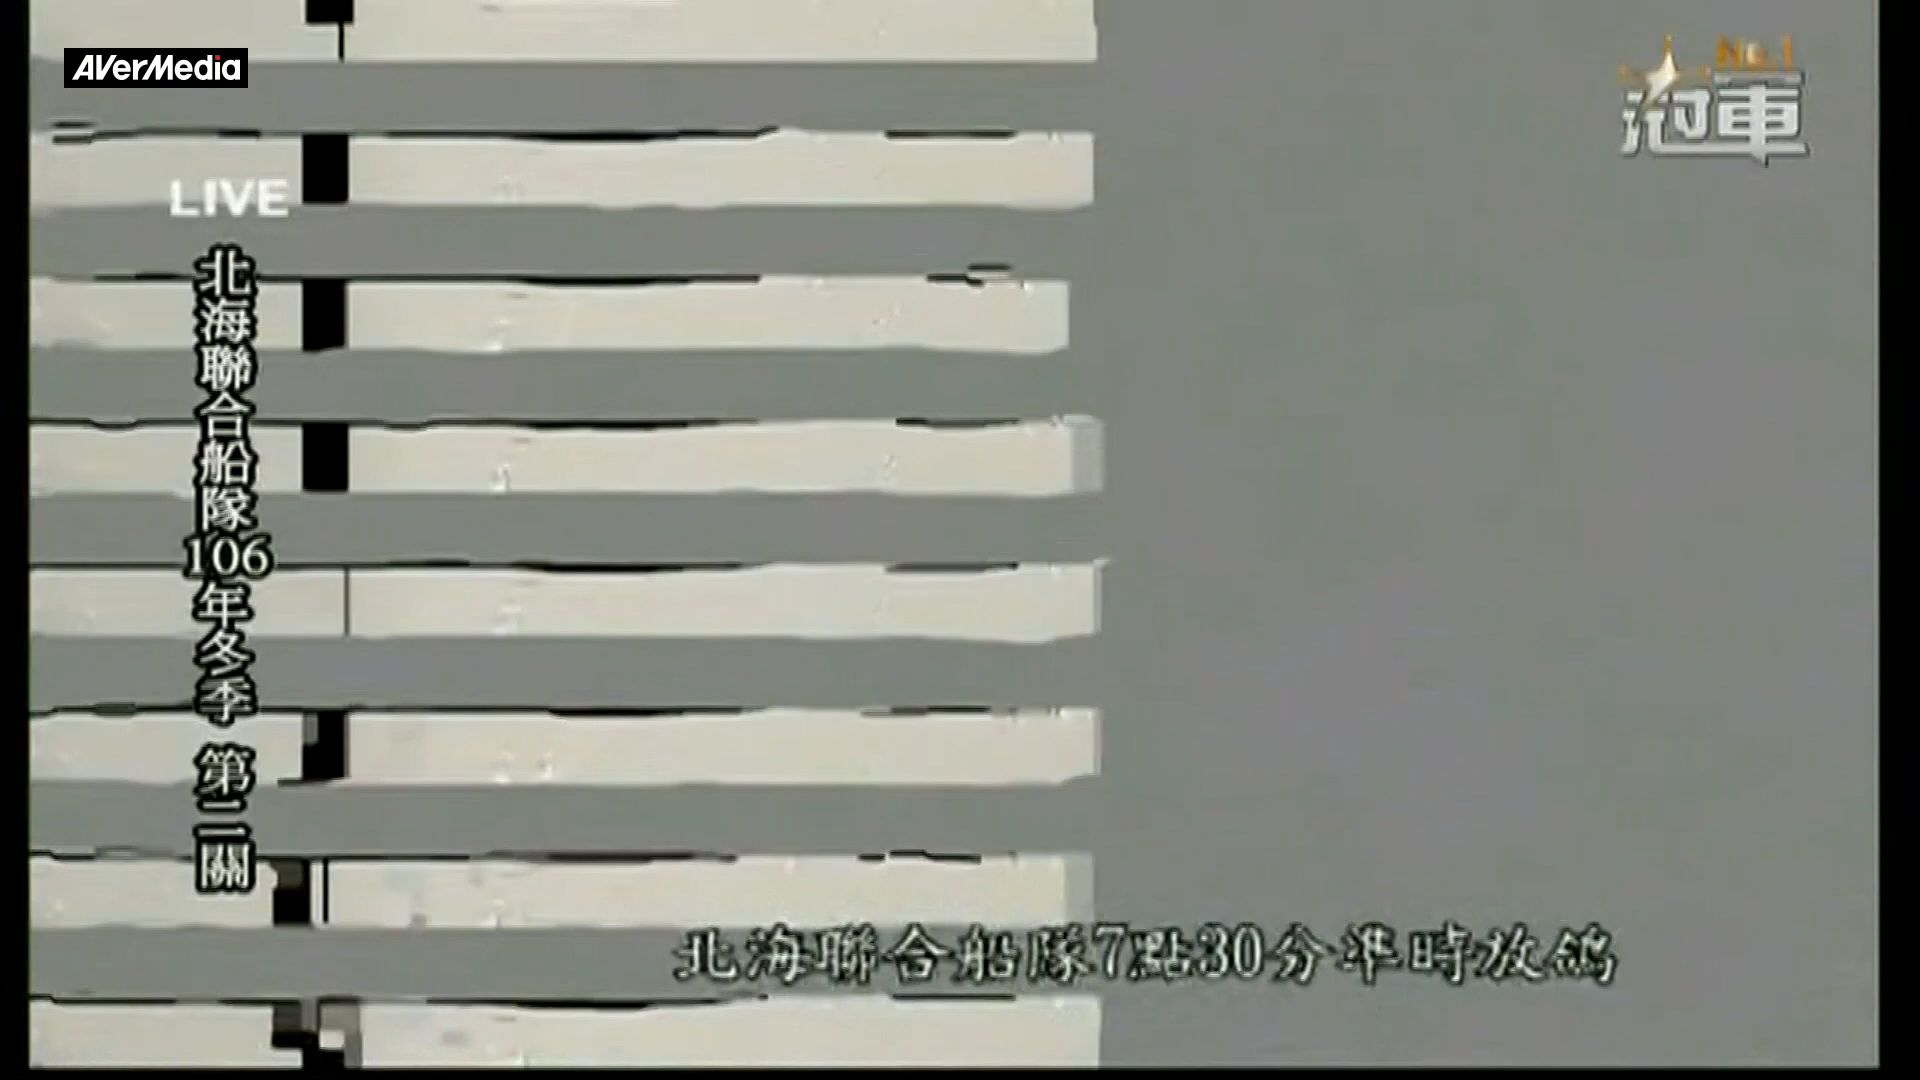 AVerMedia
No.1
冠軍
LIVE
北海聯合船隊106年冬季 第二關
北海聯合船隊7點30分準時放鴿